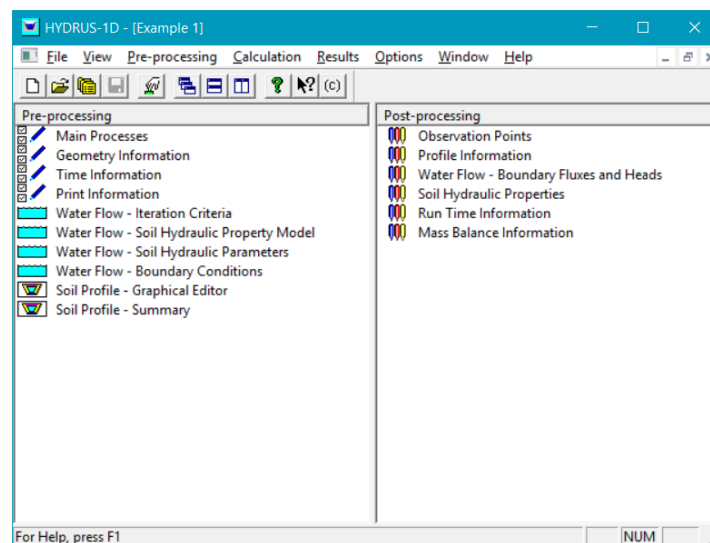 HYDRUS-1D - [Example 1]
File View Pre-processing Calculation Results Options Window Help
? ? (c)
Pre-processing
Main Processes
Geometry Information
Time Information
Print Information
Water Flow - Iteration Criteria
Water Flow - Soil Hydraulic Property Model
Water Flow - Soil Hydraulic Parameters
Water Flow - Boundary Conditions
Soil Profile - Graphical Editor
Soil Profile - Summary
Post-processing
Observation Points
Profile Information
Water Flow - Boundary Fluxes and Heads
Soil Hydraulic Properties
Run Time Information
Mass Balance Information
For Help, press F1 NUM